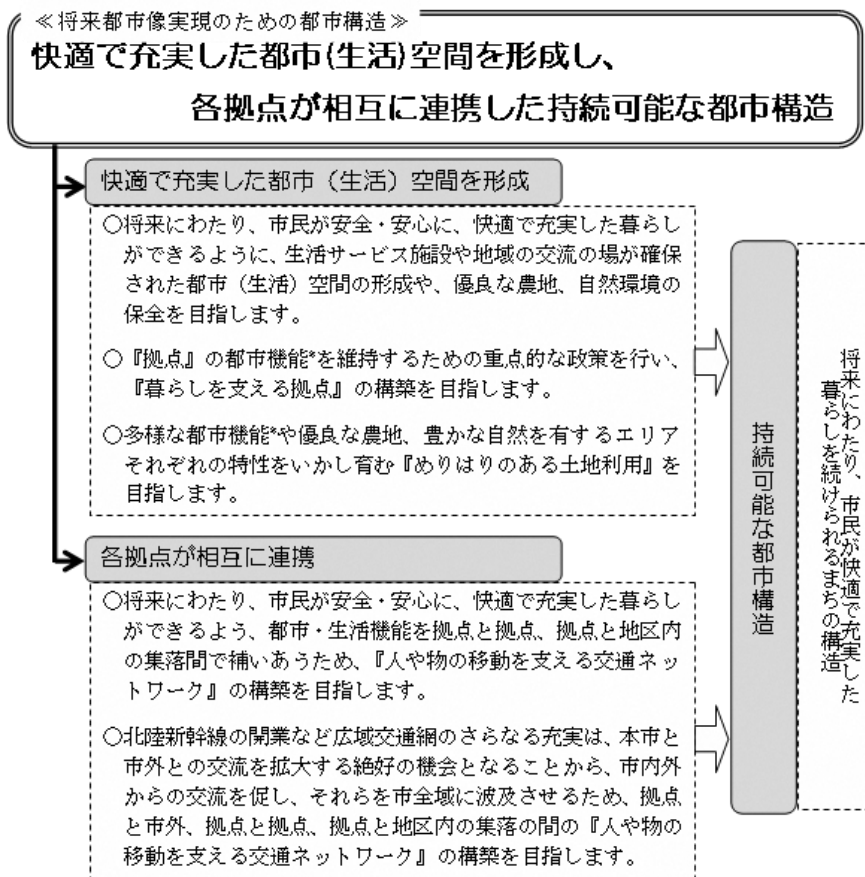 ≪将来都市像実現のための都市構造≫
快適で充実した都市(生活)空間を形成し、
各拠点が相互に連携した持続可能な都市構造
快適で充実した都市（生活）空間を形成
○将来にわたり、市民が安全・安心に、快適で充実した暮らし
ができるように、生活サービス施設や地域の交流の場が確保
された都市（生活）空間の形成や、優良な農地、自然環境の
保全を目指します。
○『拠点』の都市機能*を維持するための重点的な政策を行い、
『暮らしを支える拠点』の構築を目指します。
○多様な都市機能*や優良な農地、豊かな自然を有するエリア
それぞれの特性をいかし育む『めりはりのある土地利用』を
目指します。
各拠点が相互に連携
○将来にわたり、市民が安全・安心に、快適で充実した暮らし
ができるよう、都市・生活機能を拠点と拠点、拠点と地区内
の集落間で補いあうため、『人や物の移動を支える交通ネッ
トワーク』の構築を目指します。
○北陸新幹線の開業など広域交通網のさらなる充実は、本市と
市外との交流を拡大する絶好の機会となることから、市内外
からの交流を促し、それらを市全域に波及させるため、拠点
と市外、拠点と拠点、拠点と地区内の集落の間の『人や物の
移動を支える交通ネットワーク』の構築を目指します。
持続可能な都市構造
将来にわたり、市民が快適で充実した
暮らしを続けられるまちの構造